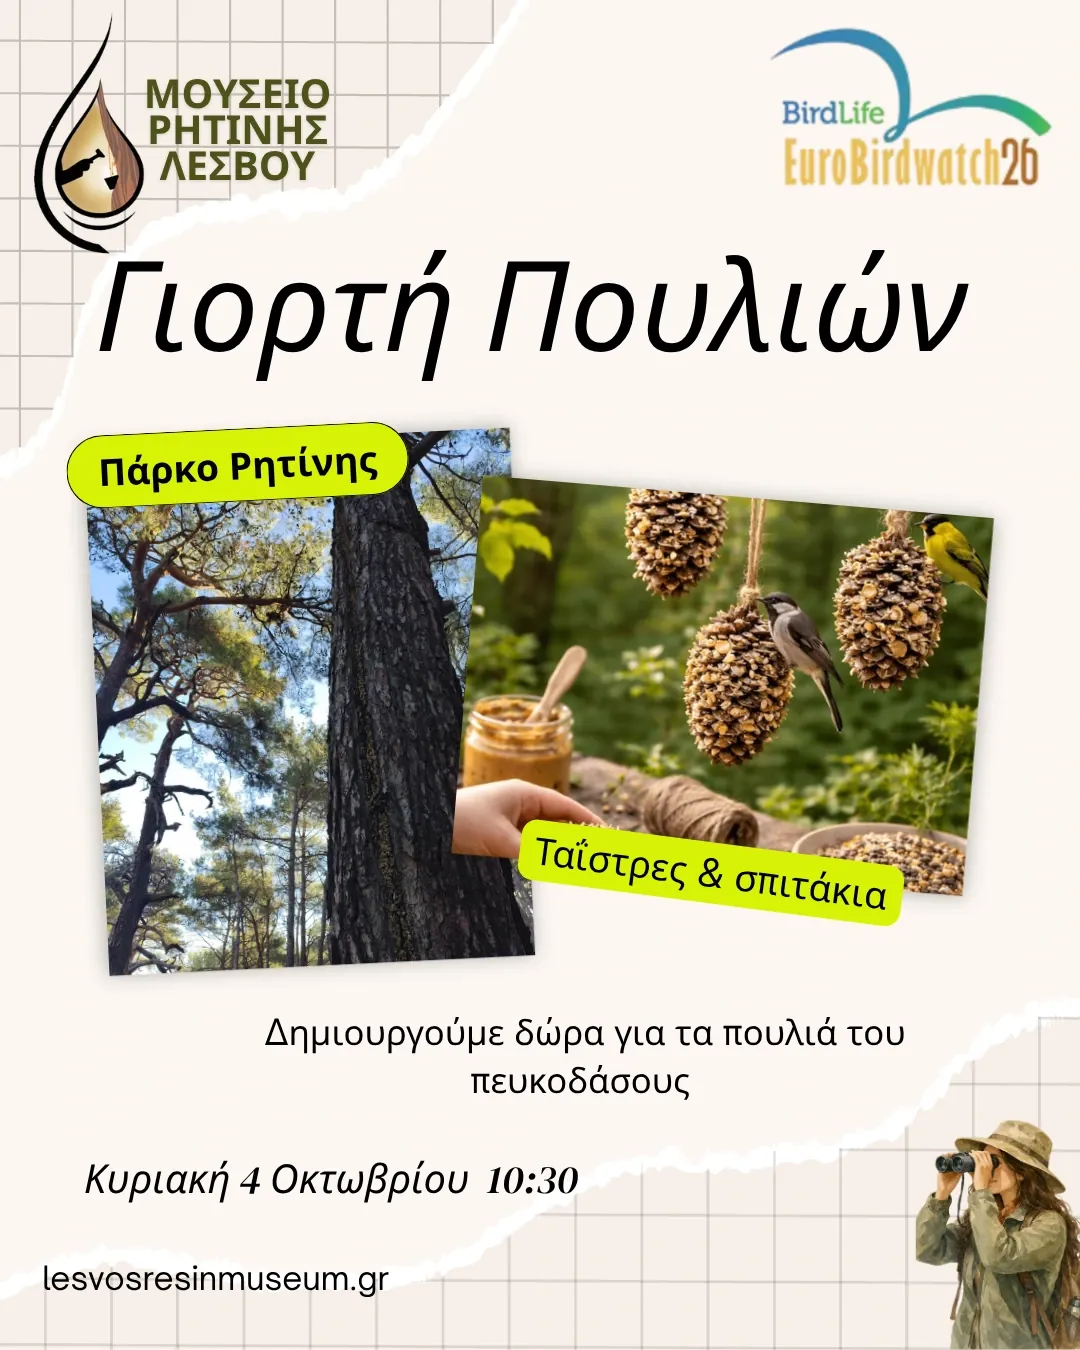 ΜΟΥΣΕΙΟ
ΡΗΤΙΝΗΣ
ΛΕΣΒΟΥ
BirdLife
EuroBirdwatch26
Γιορτή Πουλιών
Πάρκο Ρητίνης
Ταΐστρες & σπιτάκια
Δημιουργούμε δώρα για τα πουλιά του
πευκοδάσους
Κυριακή 4 Οκτωβρίου 10:30
lesvosresinmuseum.gr